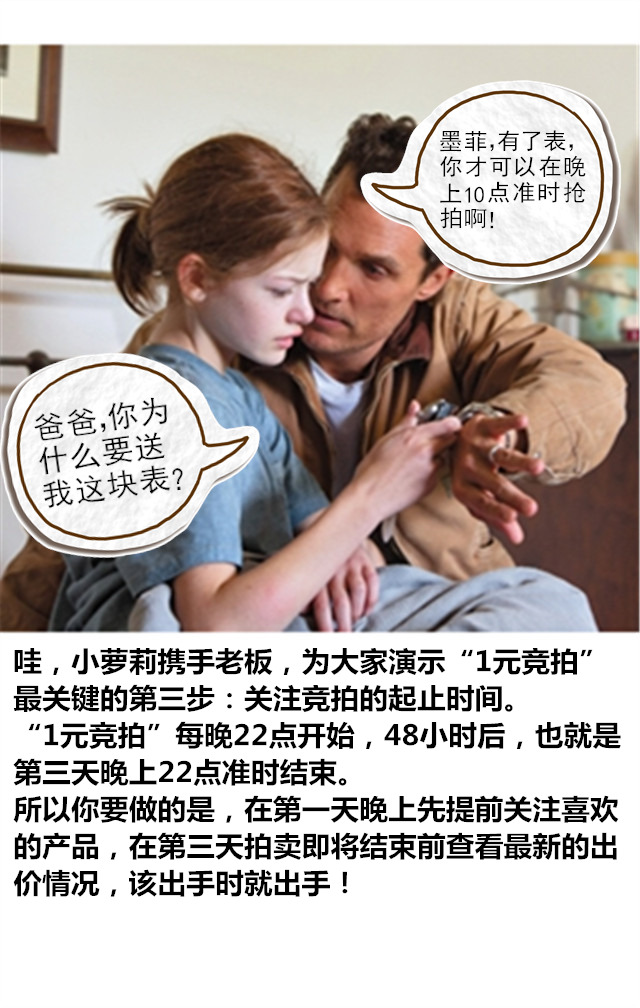 墨菲,有了表,
你才可以在晚
上10点准时抢
拍啊!
爸爸,你为
什么要送
我这块表?
哇，小萝莉携手老板，为大家演示“1元竞拍”
最关键的第三步：关注竞拍的起止时间。
“1元竞拍”每晚22点开始，48小时后，也就是
第三天晚上22点准时结束。
所以你要做的是，在第一天晚上先提前关注喜欢
的产品，在第三天拍卖即将结束前查看最新的出
价情况，该出手时就出手！